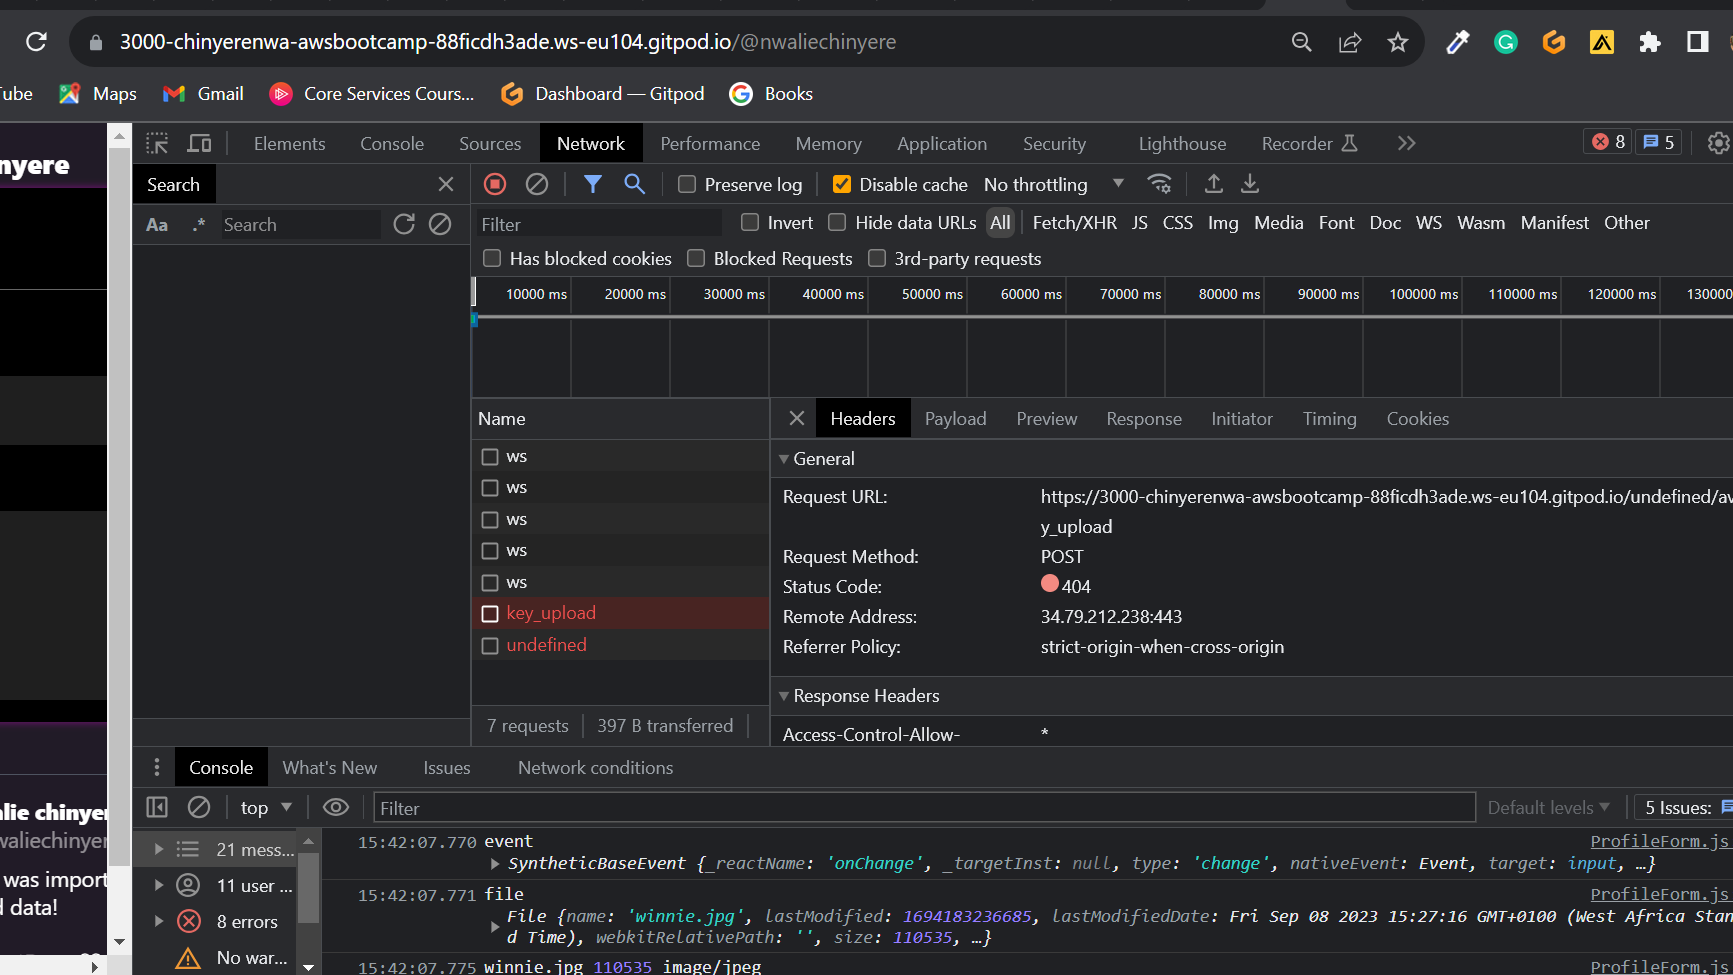 3000-chinyerenwa-awsbootcamp-88ficdh3ade.ws-eu104.gitpod.io/@nwaliechinyere
Tube Maps Gmail Core Services Cours... Dashboard — Gitpod Books
nyere
Elements Console Sources Network Performance Memory Application Security Lighthouse Recorder 8 5
Search Preserve log Disable cache No throttling
Aa .* Search Filter Invert Hide data URLs All Fetch/XHR JS CSS Img Media Font Doc WS Wasm Manifest Other
Has blocked cookies Blocked Requests 3rd-party requests
10000 ms 20000 ms 30000 ms 40000 ms 50000 ms 60000 ms 70000 ms 80000 ms 90000 ms 100000 ms 110000 ms 120000 ms 130000
Name
ws
ws
ws
ws
ws
key_upload
undefined
7 requests 397 B transferred
Headers Payload Preview Response Initiator Timing Cookies
General
Request URL: https://3000-chinyerenwa-awsbootcamp-88ficdh3ade.ws-eu104.gitpod.io/undefined/av
y_upload
Request Method: POST
Status Code: 404
Remote Address: 34.79.212.238:443
Referrer Policy: strict-origin-when-cross-origin
Response Headers
Access-Control-Allow- *
Console What's New Issues Network conditions
top Filter Default levels 5 Issues:
alie chinyer
waliechinyer
was import
d data!
21 mess...
11 user ...
8 errors
No war...
15:42:07.770 event ProfileForm.js
SyntheticBaseEvent {_reactName: 'onChange', _targetInst: null, type: 'change', nativeEvent: Event, target: input, …}
15:42:07.771 file ProfileForm.js
File {name: 'winnie.jpg', lastModified: 1694183236685, lastModifiedDate: Fri Sep 08 2023 15:27:16 GMT+0100 (West Africa Stan
d Time), webkitRelativePath: '', size: 110535, …}
15:42:07.775 winnie.jpg 110535 image/jpeg ProfileForm.js